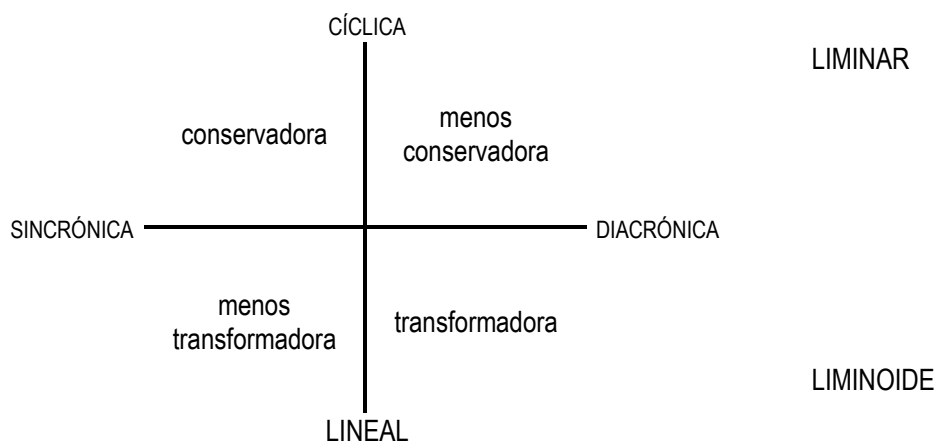 CÍCLICA
LIMINAR
conservadora
menos
conservadora
SINCRÓNICA
DIACRÓNICA
menos
transformadora
transformadora
LIMINOIDE
LINEAL